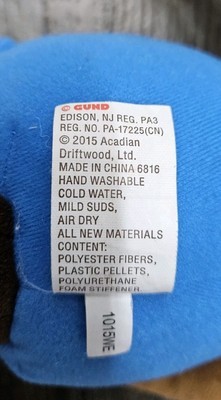 GUND
EDISON, NJ REG. PA3
REG. NO. PA-17225(CN)
© 2015 Acadian
Driftwood, Ltd.
MADE IN CHINA 6816
HAND WASHABLE
COLD WATER,
MILD SUDS,
AIR DRY
ALL NEW MATERIALS
CONTENT:
POLYESTER FIBERS,
PLASTIC PELLETS,
POLYURETHANE
FOAM STIFFENER
1015WE